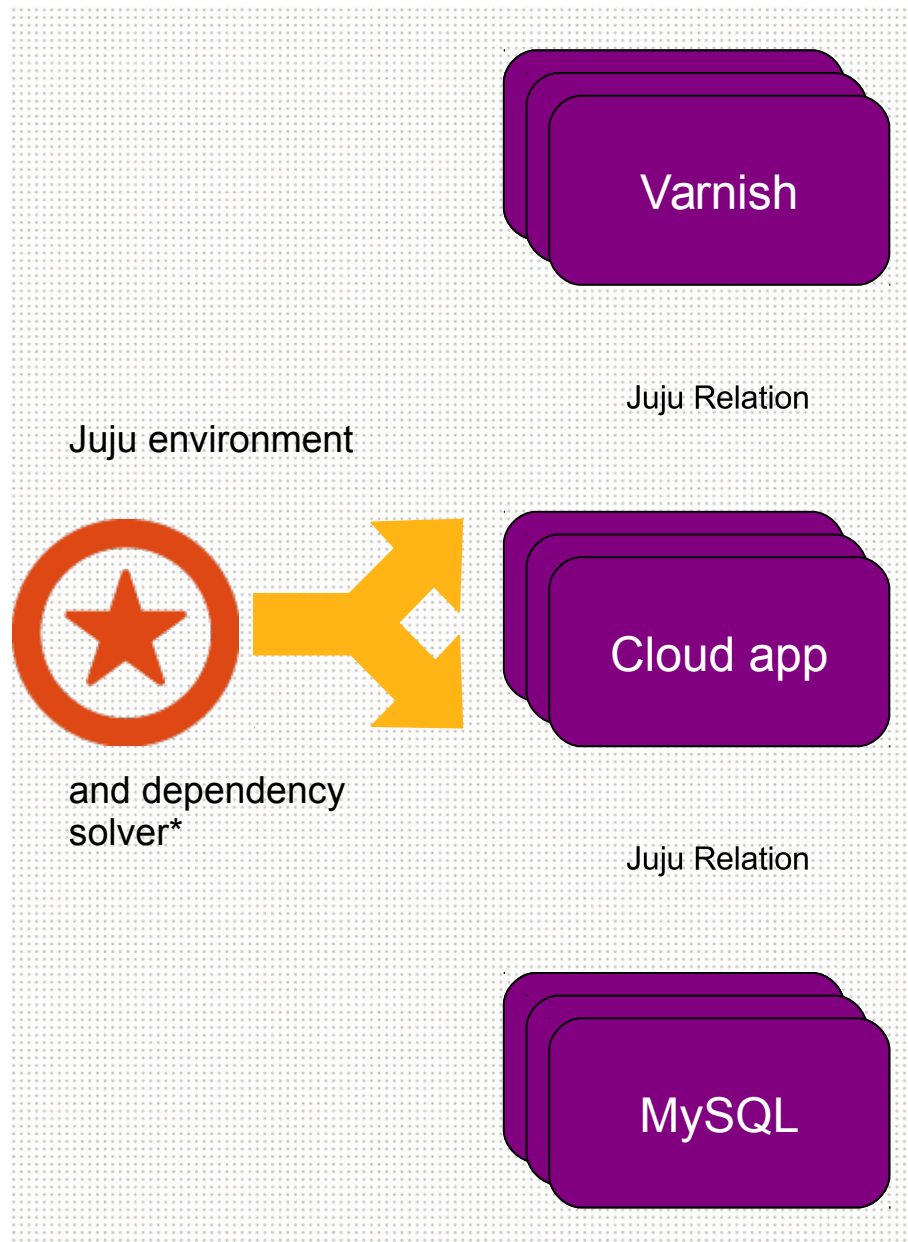 Varnish
Juju Relation
Juju environment
Cloud app
and dependency
solver*
Juju Relation
MySQL